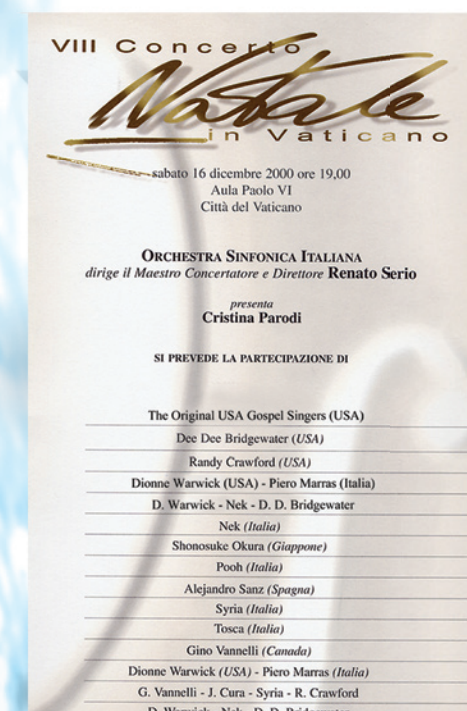 VIII Concerto
Natale
in Vaticano
sabato 16 dicembre 2000 ore 19,00
Aula Paolo VI
Città del Vaticano
ORCHESTRA SINFONICA ITALIANA
dirige il Maestro Concertatore e Direttore Renato Serio
presenta
Cristina Parodi
SI PREVEDE LA PARTECIPAZIONE DI
The Original USA Gospel Singers (USA)
Dee Dee Bridgewater (USA)
Randy Crawford (USA)
Dionne Warwick (USA) - Piero Marras (Italia)
D. Warwick - Nek - D. D. Bridgewater
Nek (Italia)
Shonosuke Okura (Giappone)
Pooh (Italia)
Alejandro Sanz (Spagna)
Syria (Italia)
Tosca (Italia)
Gino Vannelli (Canada)
Dionne Warwick (USA) - Piero Marras (Italia)
G. Vannelli - J. Cura - Syria - R. Crawford
D. Warwick - Nek - D. D. Bridgewater